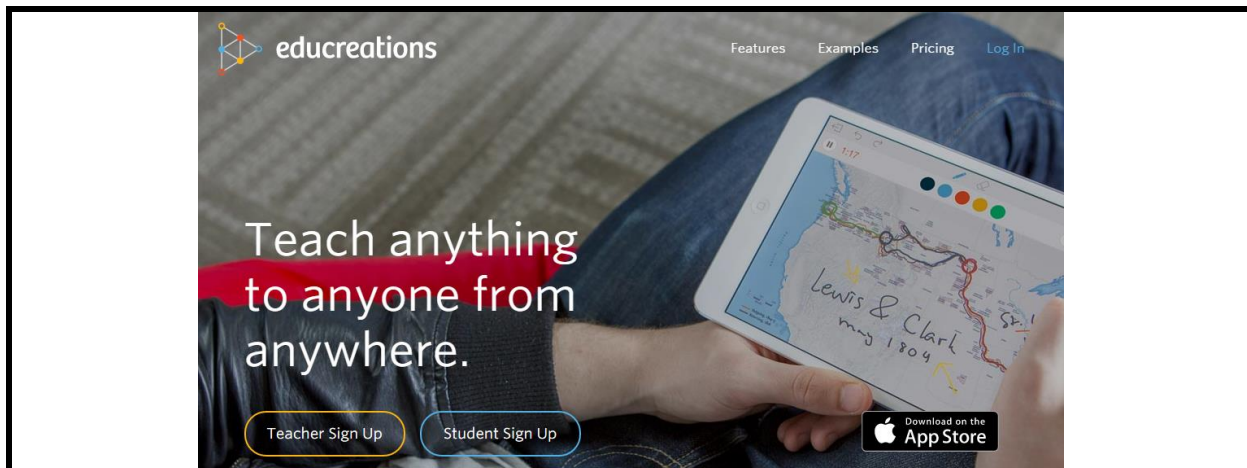 educreations
Features Examples Pricing Log In
1:17
Teach anything
to anyone from
anywhere.
Lewis & Clark
may 1804
Teacher Sign Up Student Sign Up
Download on the
App Store